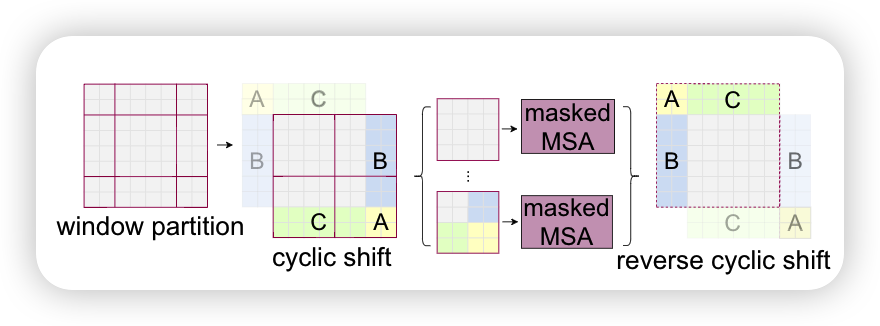 A C
B
B
C A
window partition
cyclic shift
masked
MSA
...
masked
MSA
A C
B B
C A
reverse cyclic shift